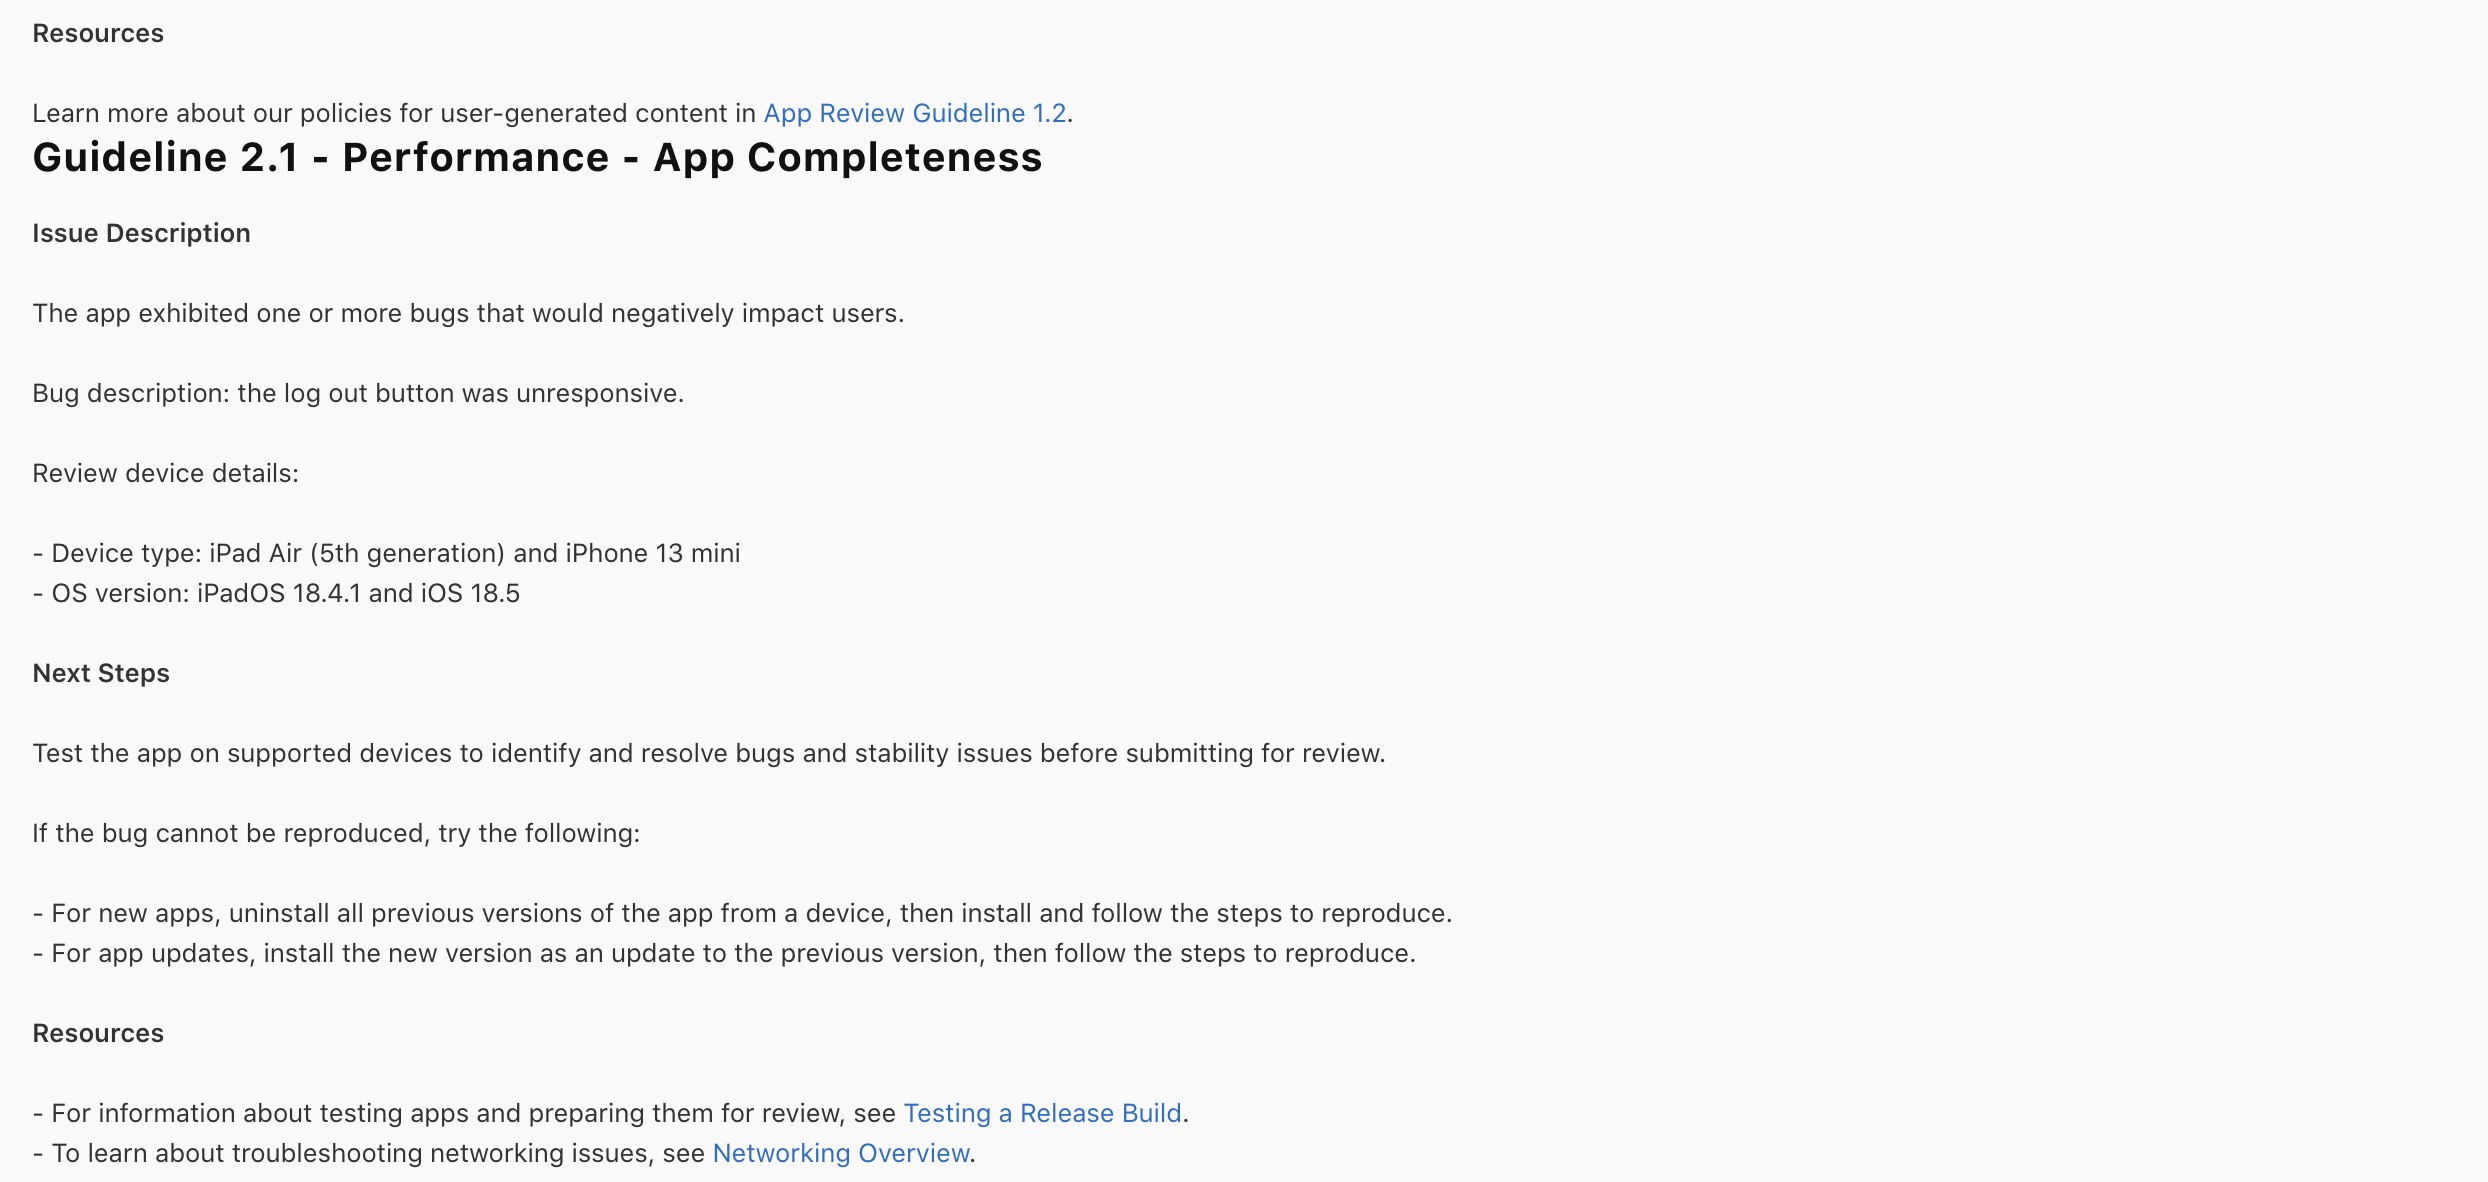 Resources
Learn more about our policies for user-generated content in App Review Guideline 1.2.
Guideline 2.1 - Performance - App Completeness
Issue Description
The app exhibited one or more bugs that would negatively impact users.
Bug description: the log out button was unresponsive.
Review device details:
- Device type: iPad Air (5th generation) and iPhone 13 mini
- OS version: iPadOS 18.4.1 and iOS 18.5
Next Steps
Test the app on supported devices to identify and resolve bugs and stability issues before submitting for review.
If the bug cannot be reproduced, try the following:
- For new apps, uninstall all previous versions of the app from a device, then install and follow the steps to reproduce.
- For app updates, install the new version as an update to the previous version, then follow the steps to reproduce.
Resources
- For information about testing apps and preparing them for review, see Testing a Release Build.
- To learn about troubleshooting networking issues, see Networking Overview.